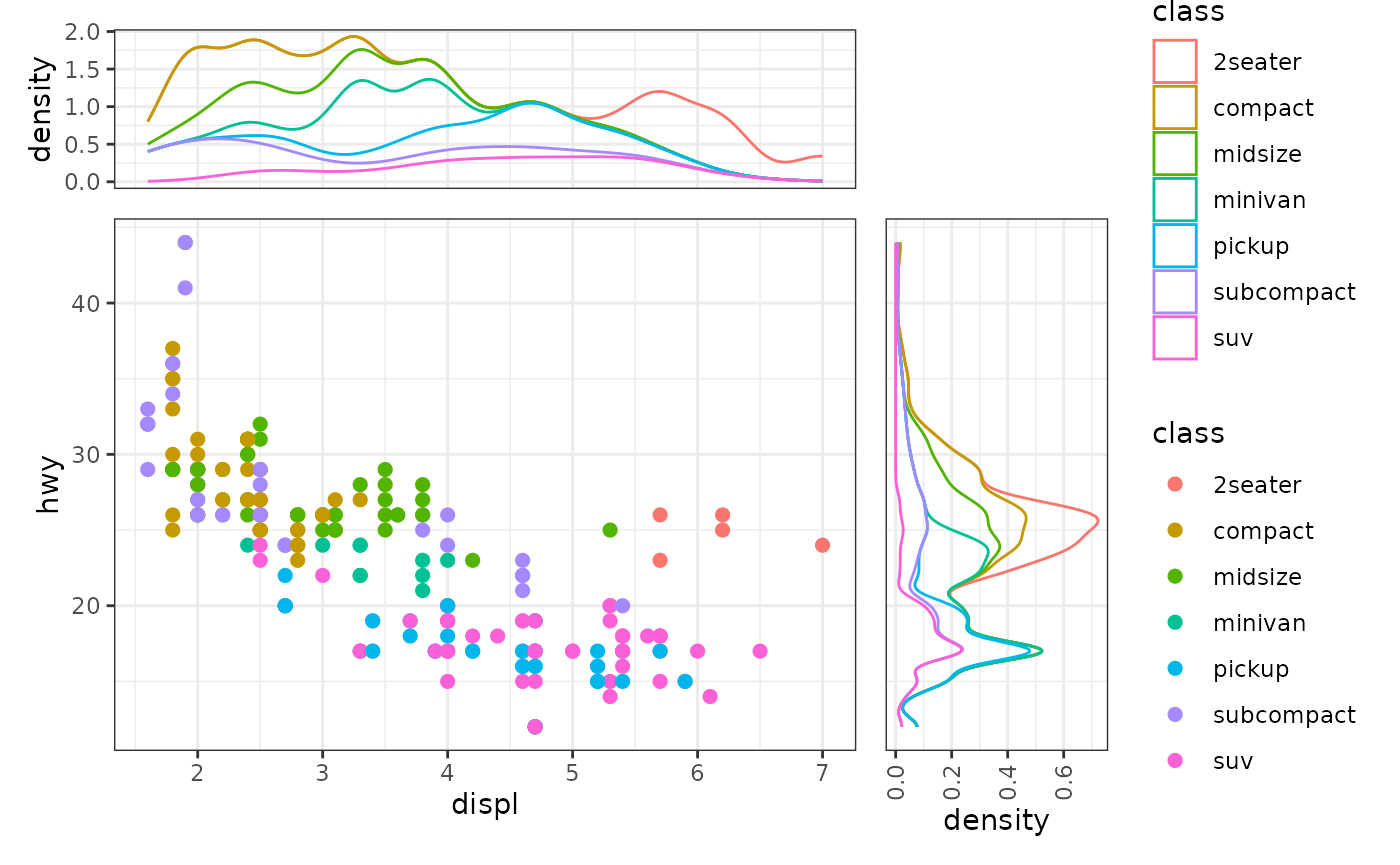 2.0
1.5
1.0
0.5
0.0
density
40
30
20
hwy
2 3 4 5 6 7
displ
0.0 0.2 0.4 0.6
density
class
2seater
compact
midsize
minivan
pickup
subcompact
suv
class
2seater
compact
midsize
minivan
pickup
subcompact
suv